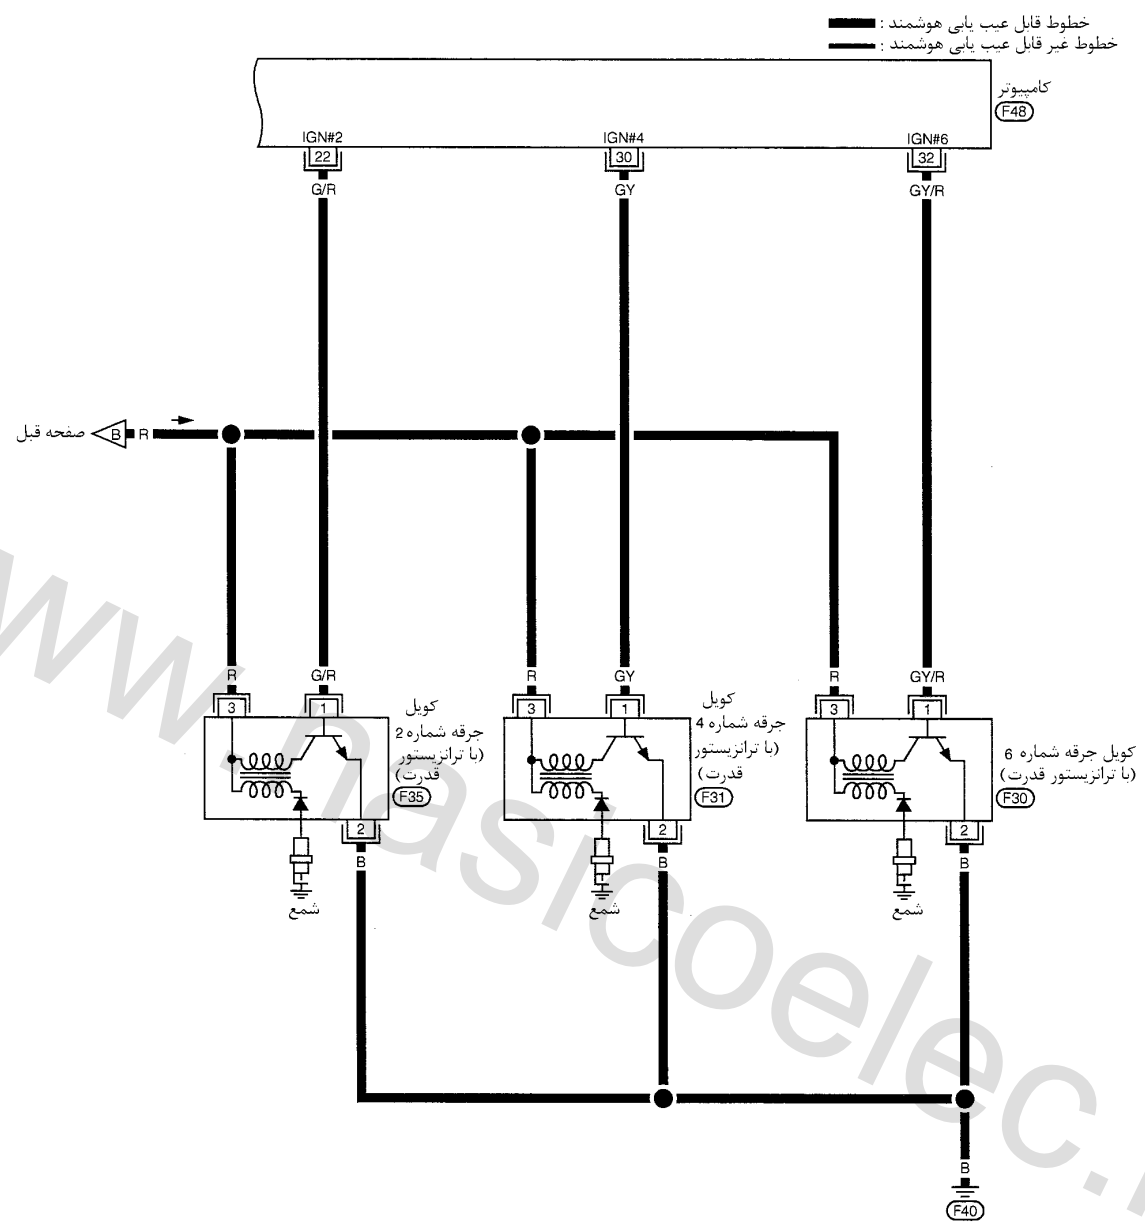 خطوط قابل عیب یابی هوشمند :
خطوط غیر قابل عیب یابی هوشمند :
کامپیوتر
F48
IGN#2
IGN#4
IGN#6
22
30
32
G/R
GY
GY/R
صفحه قبل
B
R
R
G/R
R
GY
R
GY/R
3
1
3
1
3
1
کویل
جرقه شماره 2
(با ترانزیستور
قدرت)
F35
کویل
جرقه شماره 4
(با ترانزیستور
قدرت)
F31
کویل جرقه شماره 6
(با ترانزیستور قدرت)
F30
2
2
2
B
B
B
شمع
شمع
شمع
B
F40
www.nasicoelec.